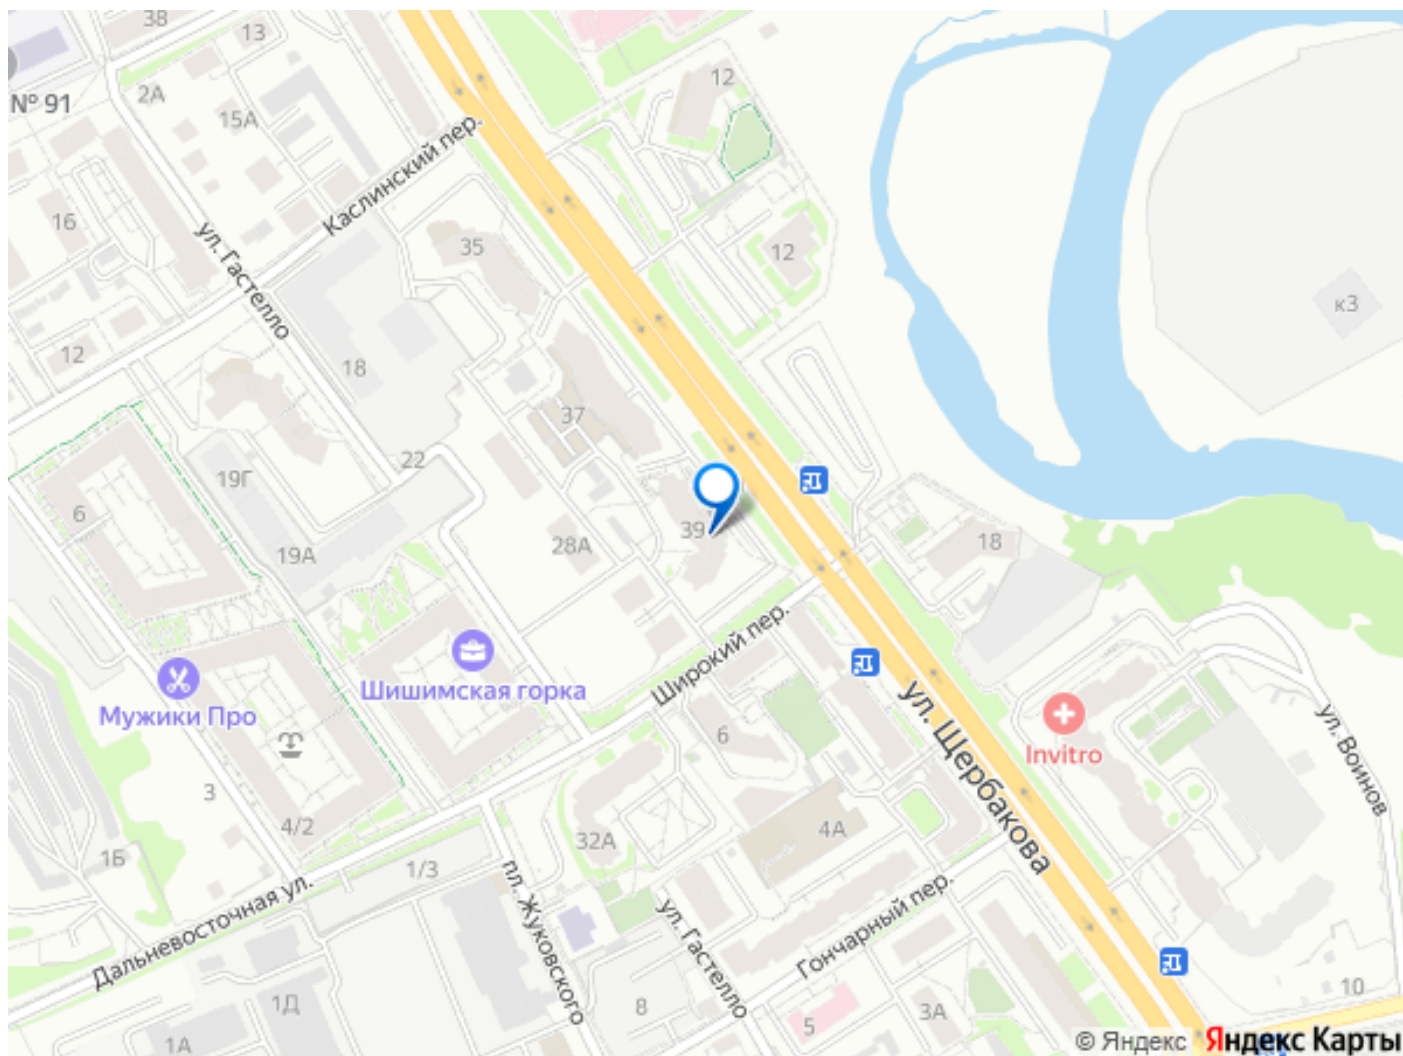 38
13
№ 91
2А
15А
12
Каслинский пер.
16
ул. Гастелло
35
12
к3
12
18
37
22
19Г
6
39
28А
19А
18
Широкий пер.
Шишимская горка
Мужики Про
ул. Щербакова
Invitro
ул. Воинов
6
3
4/2
32А
4А
1Б
1/3
Дальневосточная ул.
пл. Жуковского
ул. Гастелло
Гончарный пер.
1Д
8
5
3А
10
1А
© Яндекс Яндекс Карты